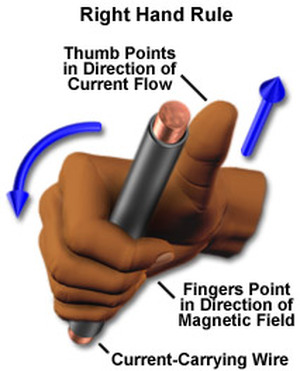 Right Hand Rule
Thumb Points
in Direction of
Current Flow
Fingers Point
in Direction of
Magnetic Field
Current-Carrying Wire